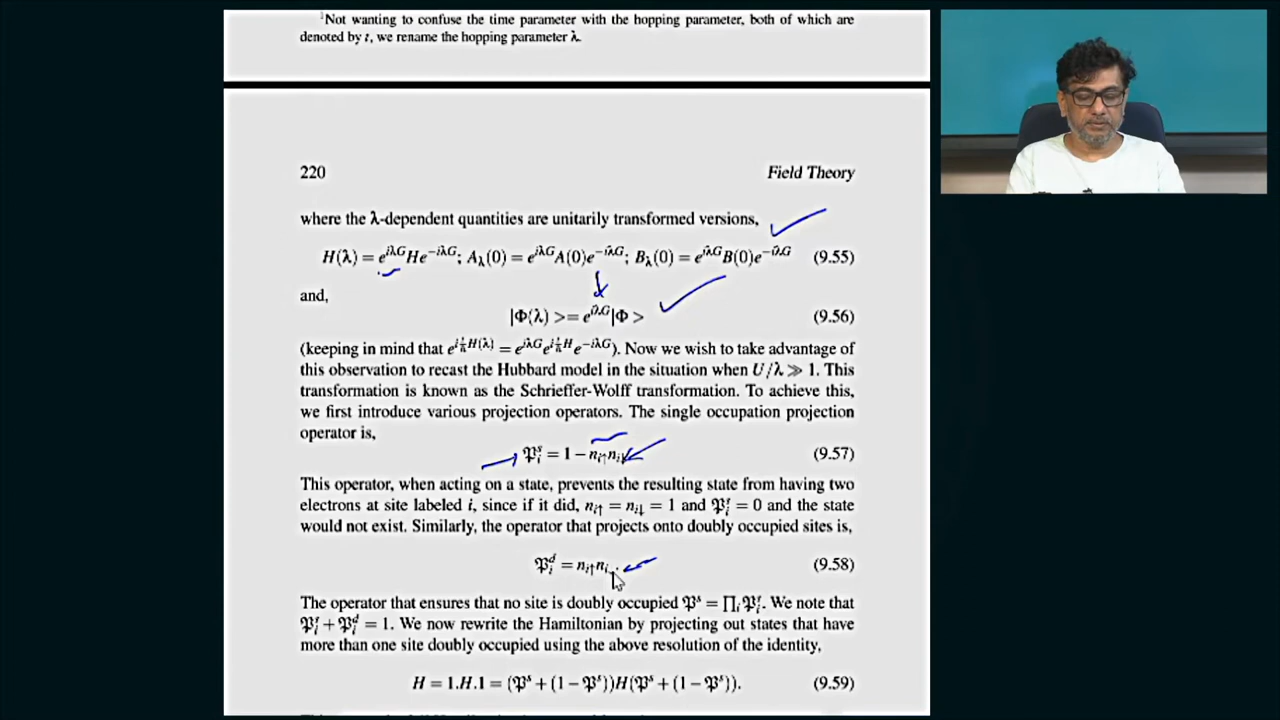 ¹Not wanting to confuse the time parameter with the hopping parameter, both of which are
denoted by t, we rename the hopping parameter λ.
220 Field Theory
where the λ-dependent quantities are unitarily transformed versions,
H(λ) = e^{iλG}He^{−iλG}; A_λ(0) = e^{iλG}A(0)e^{−iλG}; B_λ(0) = e^{iλG}B(0)e^{−iλG} (9.55)
and,
|Φ(λ) >= e^{iλG}|Φ > (9.56)
(keeping in mind that e^{i\frac{t}{ħ}H(λ)} = e^{iλG}e^{i\frac{t}{ħ}H}e^{−iλG}). Now we wish to take advantage of
this observation to recast the Hubbard model in the situation when U/λ ≫ 1. This
transformation is known as the Schrieffer-Wolff transformation. To achieve this,
we first introduce various projection operators. The single occupation projection
operator is,
𝔓_i^s = 1 − n_{i↑}n_{i↓} (9.57)
This operator, when acting on a state, prevents the resulting state from having two
electrons at site labeled i, since if it did, n_{i↑} = n_{i↓} = 1 and 𝔓_i^s = 0 and the state
would not exist. Similarly, the operator that projects onto doubly occupied sites is,
𝔓_i^d = n_{i↑}n_i (9.58)
The operator that ensures that no site is doubly occupied 𝔓^s = ∏_i 𝔓_i^s. We note that
𝔓_i^s + 𝔓_i^d = 1. We now rewrite the Hamiltonian by projecting out states that have
more than one site doubly occupied using the above resolution of the identity,
H = 1.H.1 = (𝔓^s + (1 − 𝔓^s))H(𝔓^s + (1 − 𝔓^s)). (9.59)